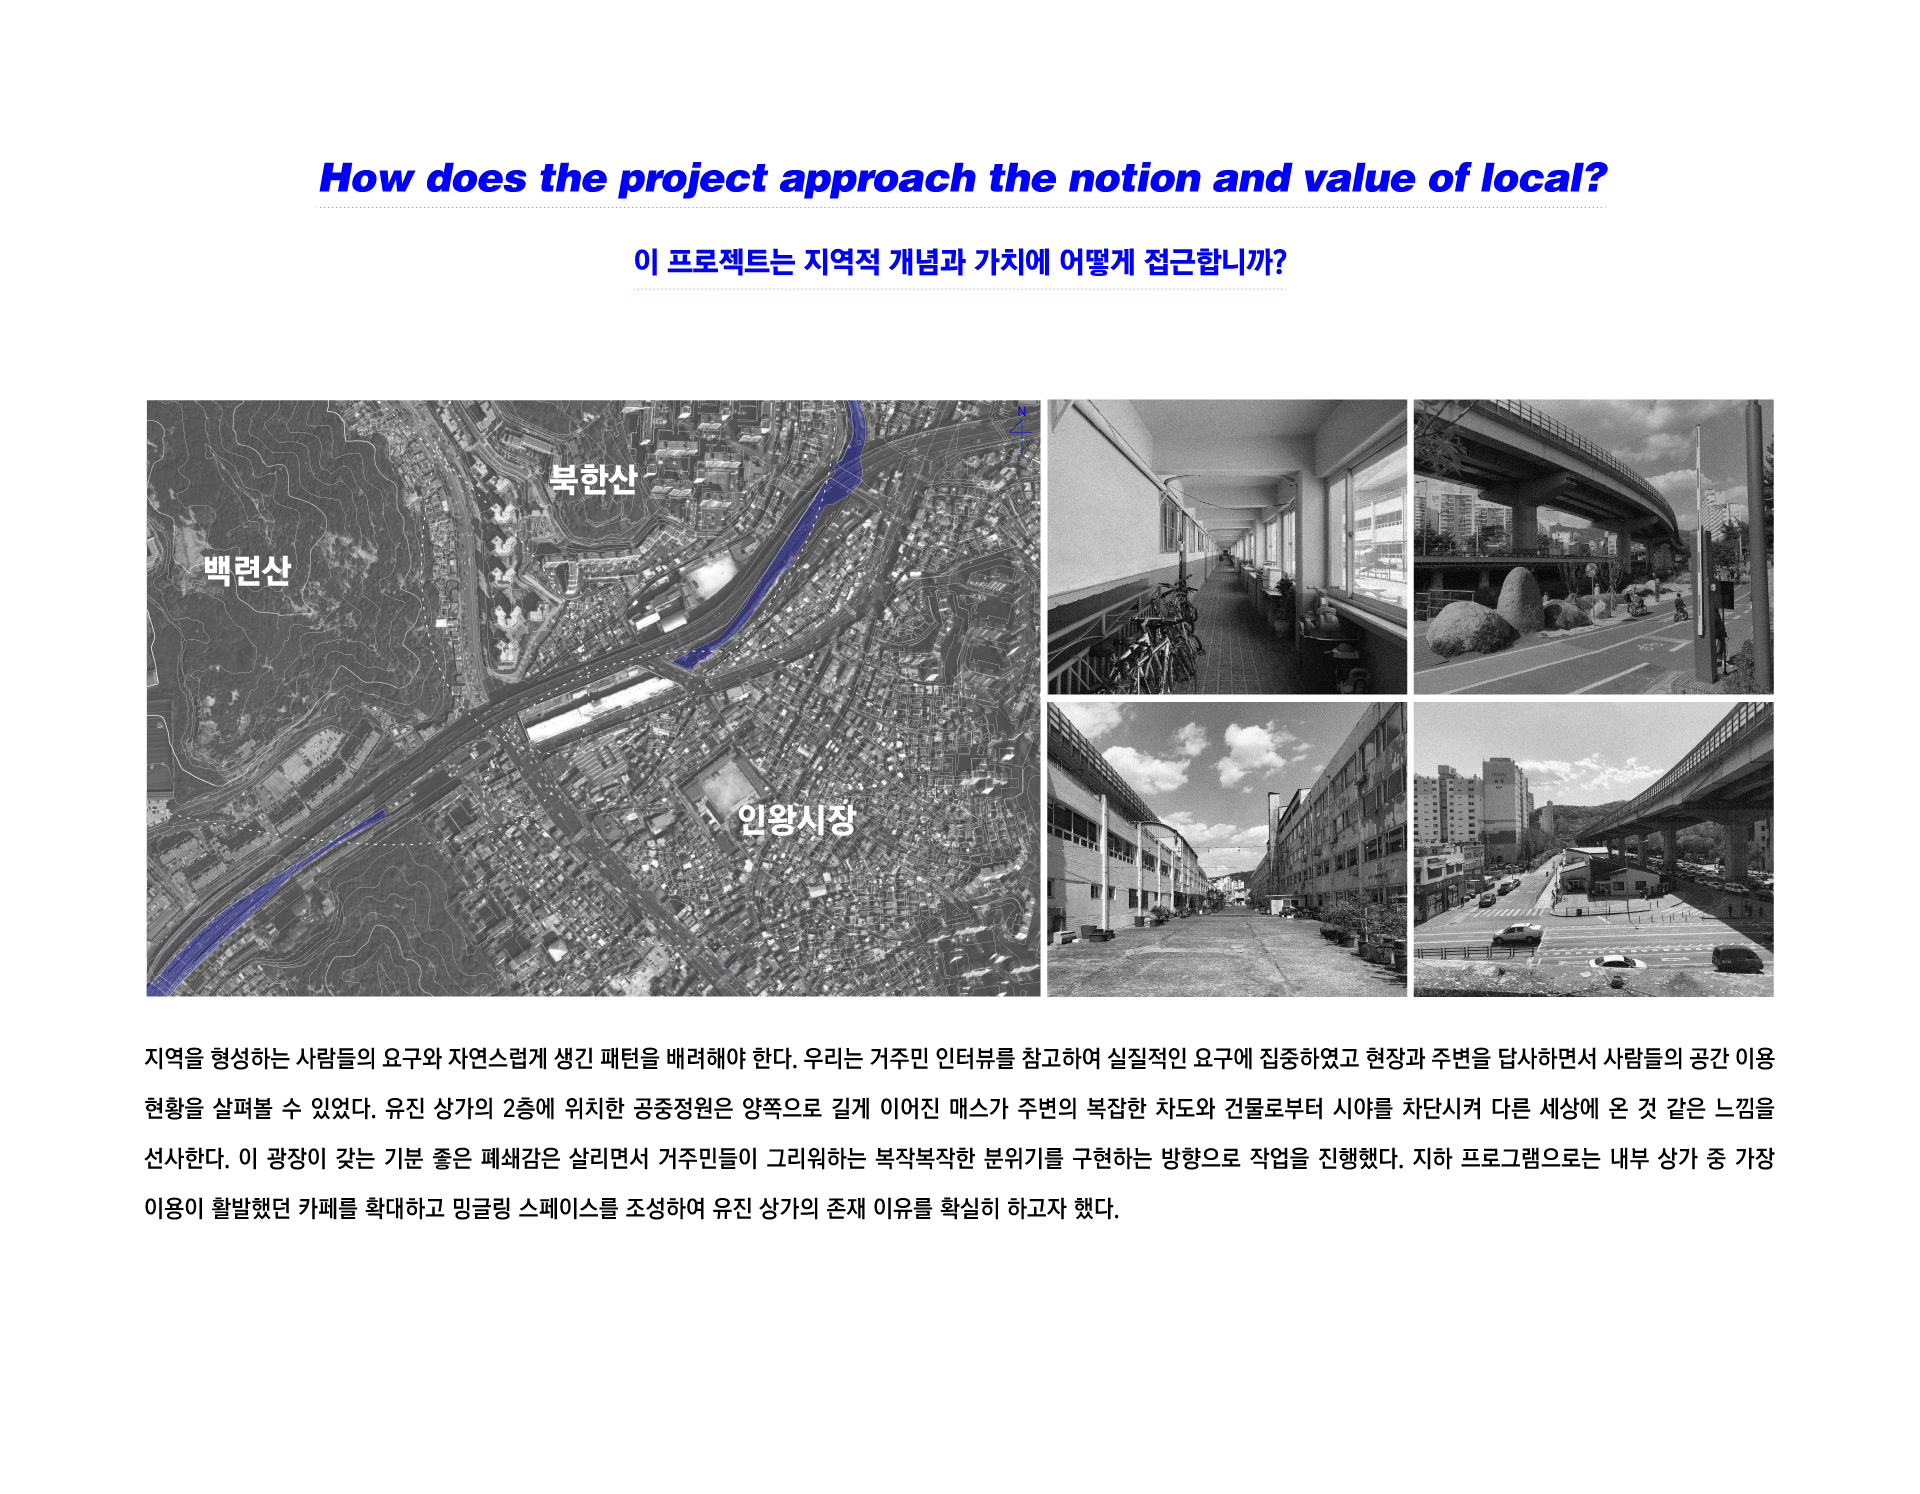 How does the project approach the notion and value of local?
이 프로젝트는 지역적 개념과 가치에 어떻게 접근합니까?
N
북한산
백련산
인왕시장
지역을 형성하는 사람들의 요구와 자연스럽게 생긴 패턴을 배려해야 한다. 우리는 거주민 인터뷰를 참고하여 실질적인 요구에 집중하였고 현장과 주변을 답사하면서 사람들의 공간 이용
현황을 살펴볼 수 있었다. 유진 상가의 2층에 위치한 공중정원은 양쪽으로 길게 이어진 매스가 주변의 복잡한 차도와 건물로부터 시야를 차단시켜 다른 세상에 온 것 같은 느낌을
선사한다. 이 광장이 갖는 기분 좋은 폐쇄감은 살리면서 거주민들이 그리워하는 복작복작한 분위기를 구현하는 방향으로 작업을 진행했다. 지하 프로그램으로는 내부 상가 중 가장
이용이 활발했던 카페를 확대하고 밍글링 스페이스를 조성하여 유진 상가의 존재 이유를 확실히 하고자 했다.